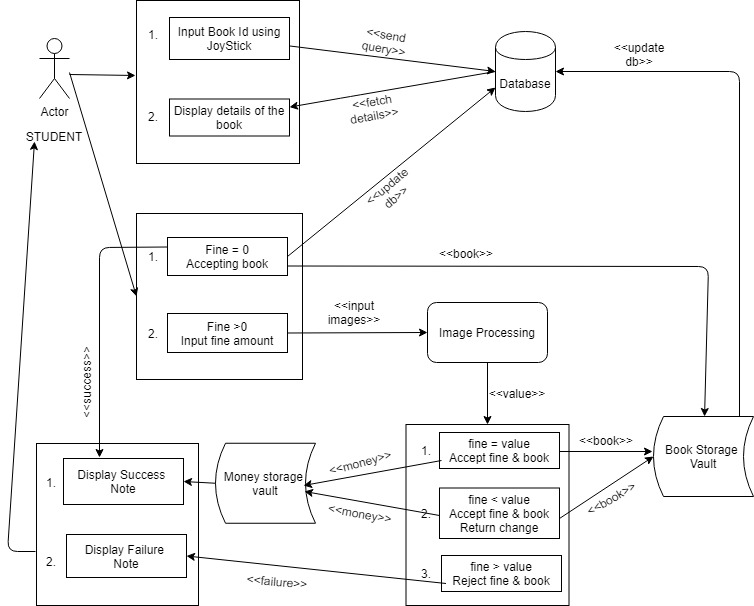 1.
Input Book Id using
JoyStick
<<send
query>>
<<update
db>>
Database
Actor
STUDENT
2.
Display details of the
book
<<fetch
details>>
<<update
db>>
1.
Fine = 0
Accepting book
<<book>>
2.
Fine >0
Input fine amount
<<input
images>>
Image Processing
<<success>>
<<value>>
1.
fine = value
Accept fine & book
<<book>>
Book Storage
Vault
<<money>>
1.
Display Success
Note
Money storage
vault
2.
fine < value
Accept fine & book
Return change
<<book>>
<<money>>
2.
Display Failure
Note
<<failure>>
3.
fine > value
Reject fine & book